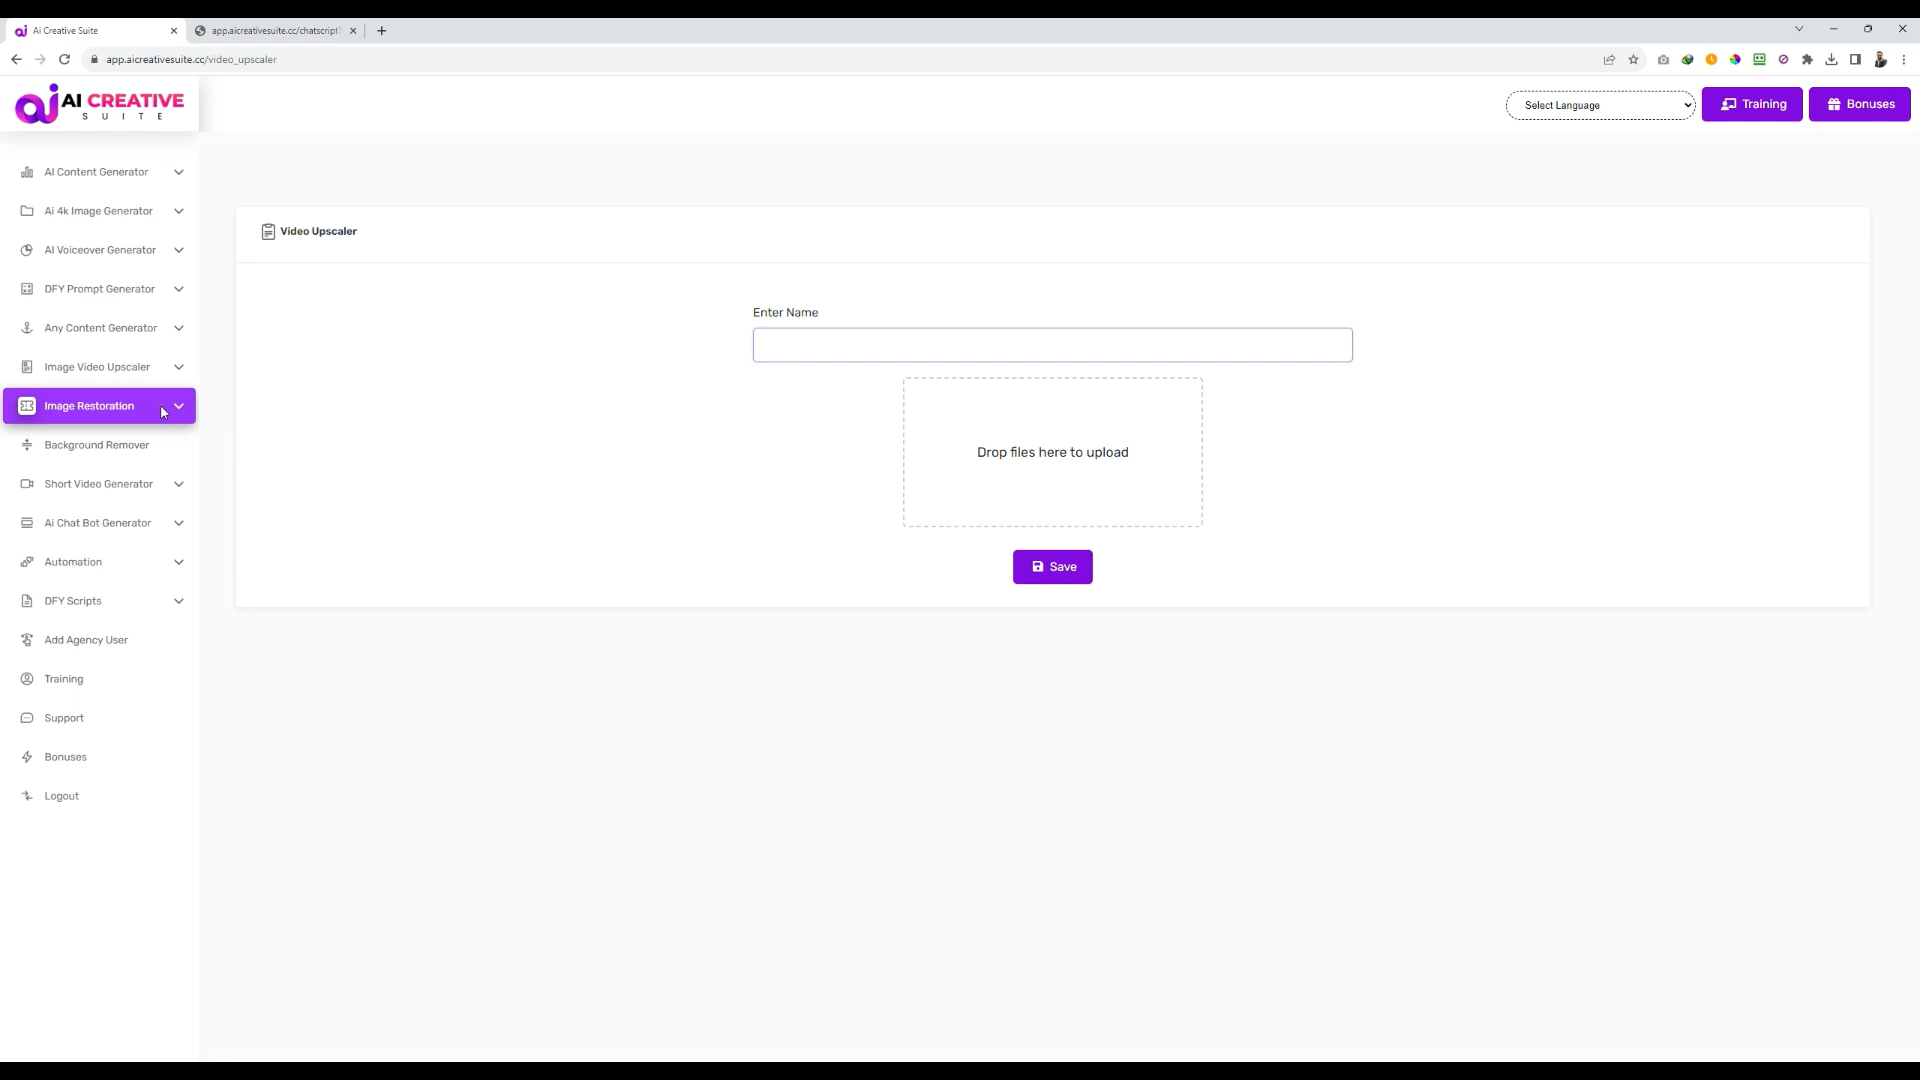 Ai Creative Suite
app.aicreativesuite.cc/chatscript
app.aicreativesuite.cc/video_upscaler
AI CREATIVE
SUITE
Select Language
Training
Bonuses
AI Content Generator
Ai 4k Image Generator
AI Voiceover Generator
DFY Prompt Generator
Any Content Generator
Image Video Upscaler
Image Restoration
Background Remover
Short Video Generator
Ai Chat Bot Generator
Automation
DFY Scripts
Add Agency User
Training
Support
Bonuses
Logout
Video Upscaler
Enter Name
Drop files here to upload
Save